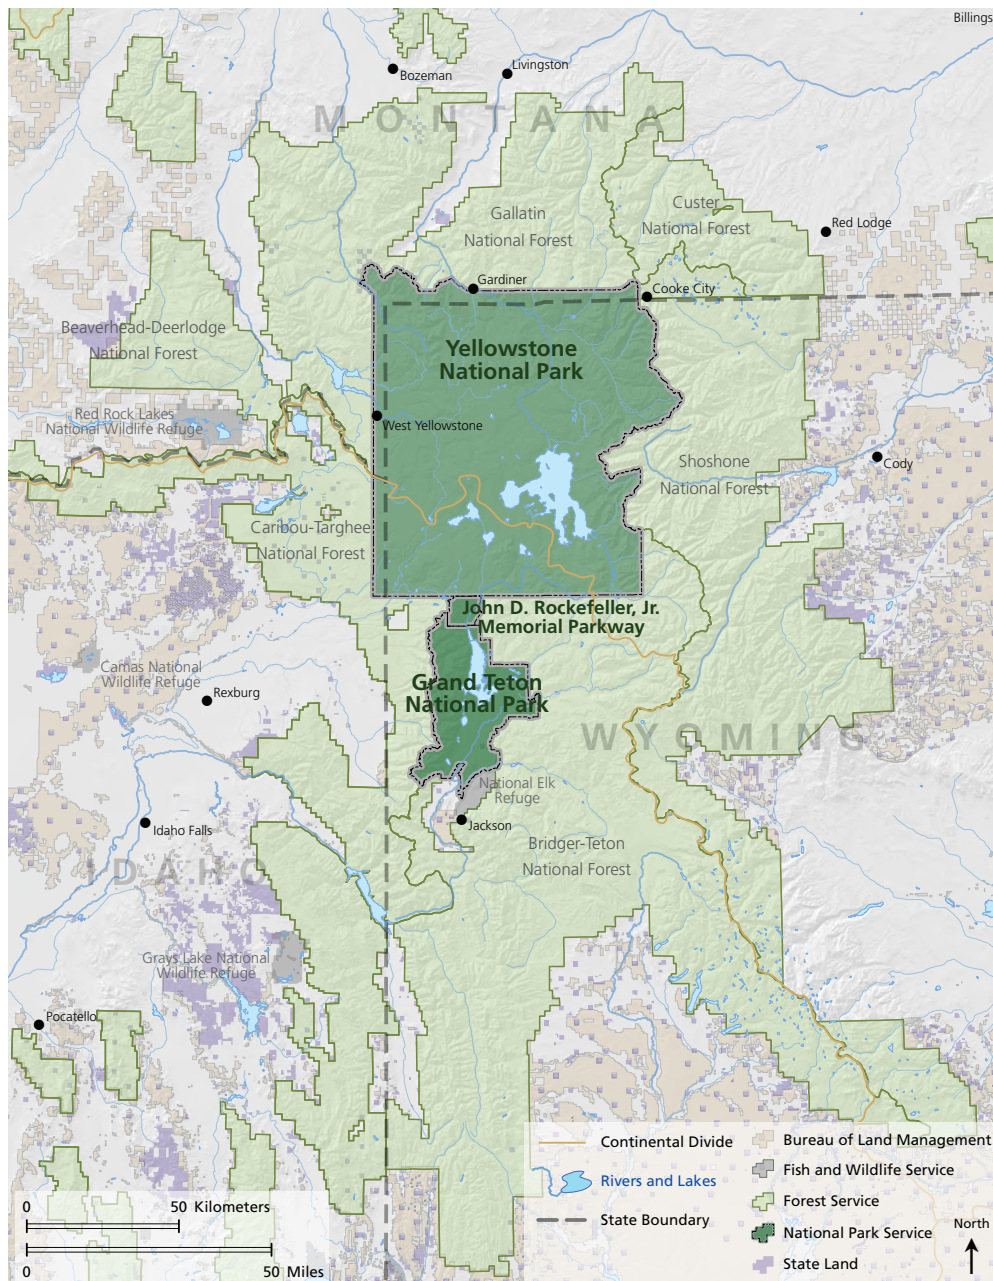 Billings
Livingston
Bozeman
MONTANA
Custer
National Forest
Gallatin
National Forest
Red Lodge
Gardiner
Cooke City
Beaverhead-Deerlodge
National Forest
Yellowstone
National Park
Red Rock Lakes
National Wildlife Refuge
West Yellowstone
Shoshone
National Forest
Cody
Caribou-Targhee
National Forest
John D. Rockefeller, Jr.
Memorial Parkway
Camas National
Wildlife Refuge
Rexburg
Grand Teton
National Park
WYOMING
National Elk
Refuge
Jackson
Idaho Falls
Bridger-Teton
National Forest
IDAHO
Grays Lake National
Wildlife Refuge
Pocatello
Continental Divide
Rivers and Lakes
State Boundary
Bureau of Land Management
Fish and Wildlife Service
Forest Service
National Park Service
State Land
North
0 50 Kilometers
0 50 Miles